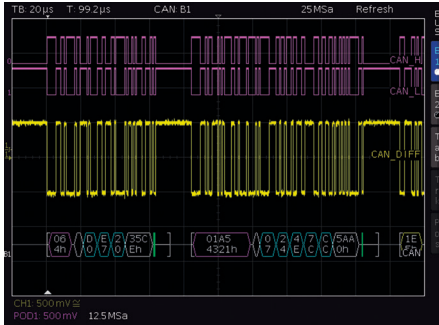 TB: 20 µs T: 99.2 µs CAN: B1 25 MSa Refresh
0
CAN_H
1
CAN_L
CAN_DIFF
06 D E 2 35C 01A5 0 2 4 7 C 5AA 1E
4h 0 7 0 Eh 4321h 7 4 E C C 0h
B1
CAN
CH1: 500 mV
POD1: 500 mV 12.5 MSa